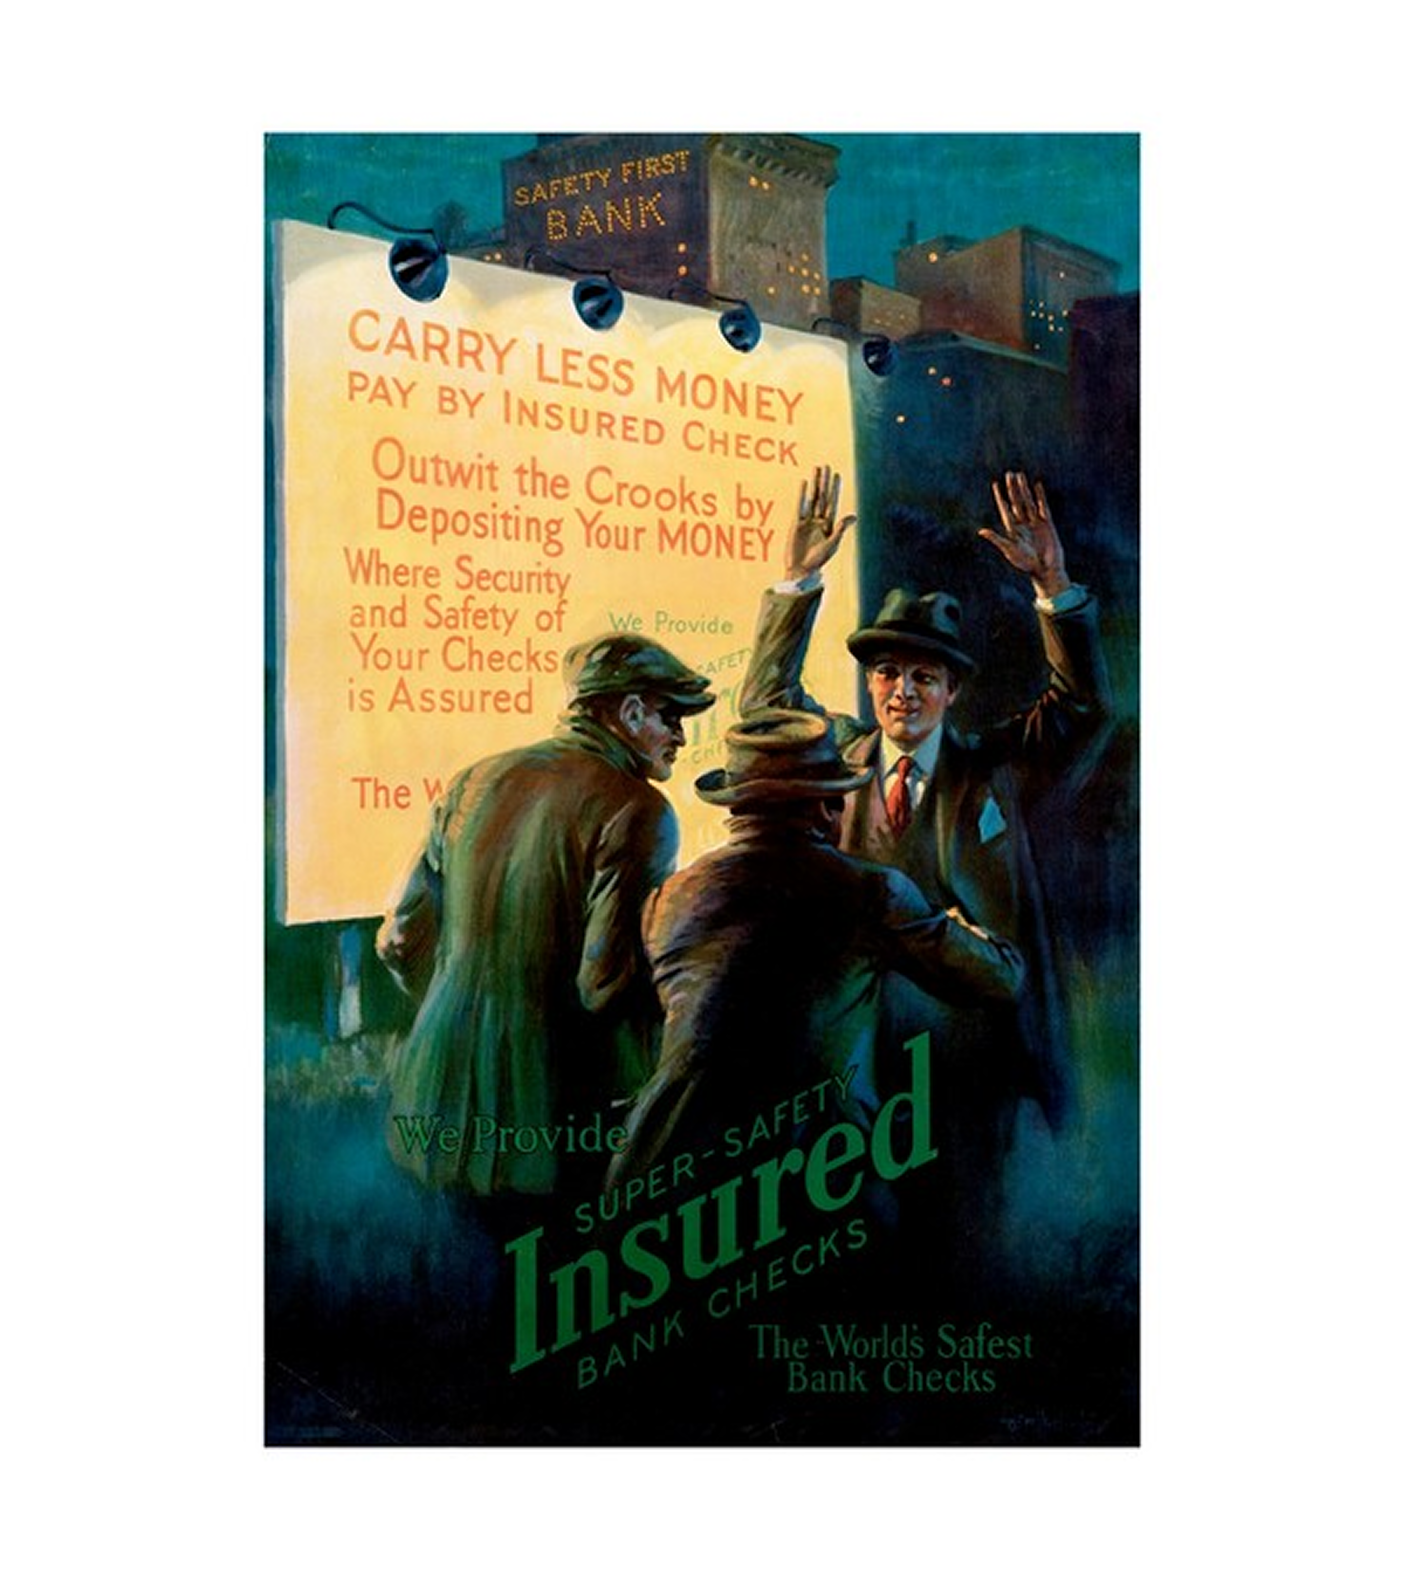 SAFETY FIRST
BANK
CARRY LESS MONEY
PAY BY INSURED CHECK
Outwit the Crooks by
Depositing Your MONEY
Where Security
and Safety of
Your Checks
is Assured
We Provide
SAFETY
The
We Provide
SUPER-SAFETY
Insured
BANK CHECKS
The World's Safest
Bank Checks